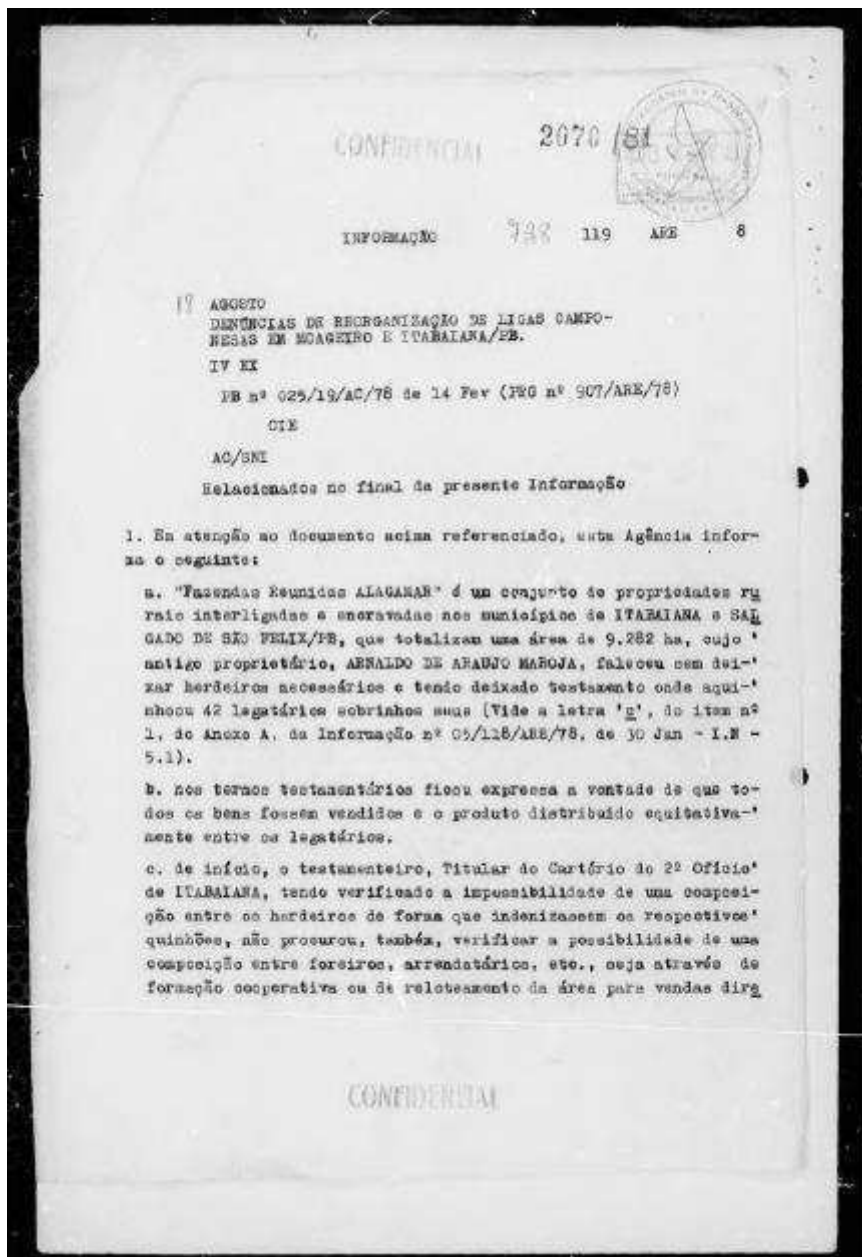 CONFIDENCIAL
2070 /81
INFORMAÇÃO 119 ARE 8
AGOSTO
DENÚNCIAS DE REORGANIZAÇÃO DE LIGAS CAMPO-
NESAS EM MOAGEIRO E ITABAIANA/PB.
IV EX
PB nº 025/19/AC/78 de 14 Fev (PRG nº 907/ARE/78)
CIE
AC/SNI
Relacionados no final da presente Informação
1. Em atenção ao documento acima referenciado, esta Agência infor-
ma o seguinte:
a. "Fazendas Reunidas ALAGAMAR" é um conjunto de propriedades ru
rais interligadas e encravadas nos municípios de ITABAIANA e SAL
GADO DE SÃO FELIX/PB, que totalizam uma área de 9.282 ha, cujo '
antigo proprietário, ARNALDO DE ARAUJO MAROJA, faleceu sem dei-'
xar herdeiros necessários e tendo deixado testamento onde aqui-'
nhoou 42 legatários sobrinhos seus (Vide a letra 'c', do item nº
1, do Anexo A, da Informação nº 05/118/ARE/78, de 30 Jan - I.N -
5.1).
b. nos termos testamentários ficou expressa a vontade de que to-
dos os bens fossem vendidos e o produto distribuido equitativa-'
mente entre os legatários.
c. de início, o testamenteiro, Titular do Cartório do 2º Ofício'
de ITABAIANA, tendo verificado a impossibilidade de uma composi-
ção entre os herdeiros de forma que indenizassem os respectivos'
quinhões, não procurou, também, verificar a possibilidade de uma
composição entre foreiros, arrendatários, etc., seja através de
formação cooperativa ou de reloteamento da área para vendas dire
CONFIDENCIAL